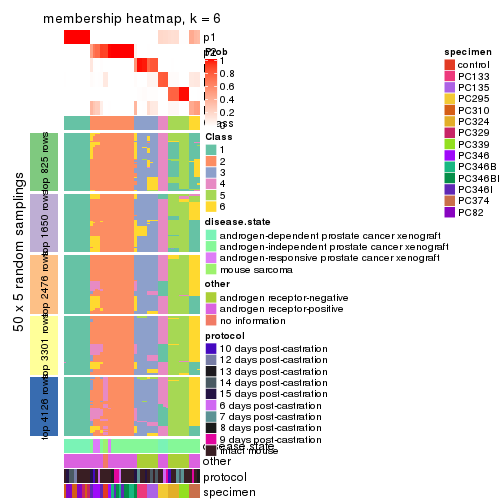 membership heatmap, k = 6
p1
p2
Prob
1
0.8
0.6
0.4
0.2
0
Class
Class
1
2
3
4
5
6
disease.state
androgen-dependent prostate cancer xenograft
androgen-independent prostate cancer xenograft
androgen-responsive prostate cancer xenograft
mouse sarcoma
other
androgen receptor-negative
androgen receptor-positive
no information
protocol
10 days post-castration
12 days post-castration
13 days post-castration
14 days post-castration
15 days post-castration
6 days post-castration
7 days post-castration
8 days post-castration
9 days post-castration
intact mouse
disease.state
other
protocol
specimen
50 x 5 random samplings
top 825 rows
top 1650 rows
top 2476 rows
top 3301 rows
top 4126 rows
specimen
control
PC133
PC135
PC295
PC310
PC324
PC329
PC339
PC346
PC346B
PC346BI
PC346I
PC374
PC82